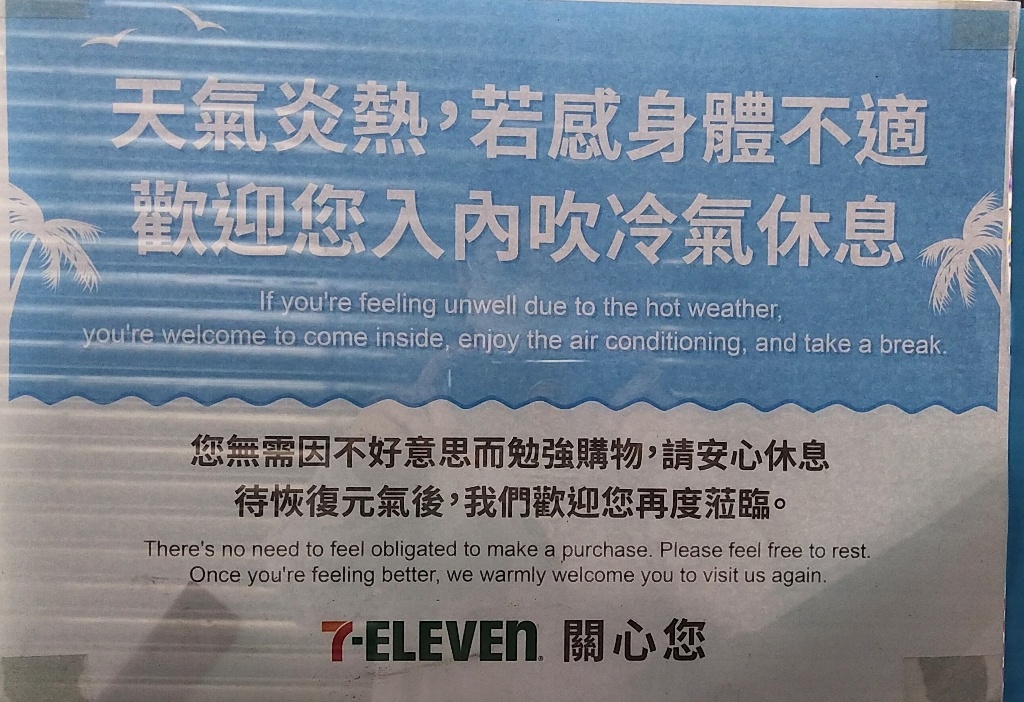 天氣炎熱，若感身體不適
歡迎您入內吹冷氣休息
If you're feeling unwell due to the hot weather,
you're welcome to come inside, enjoy the air conditioning, and take a break.
您無需因不好意思而勉強購物，請安心休息
待恢復元氣後，我們歡迎您再度蒞臨。
There's no need to feel obligated to make a purchase. Please feel free to rest.
Once you're feeling better, we warmly welcome you to visit us again.
7-ELEVEn® 關心您